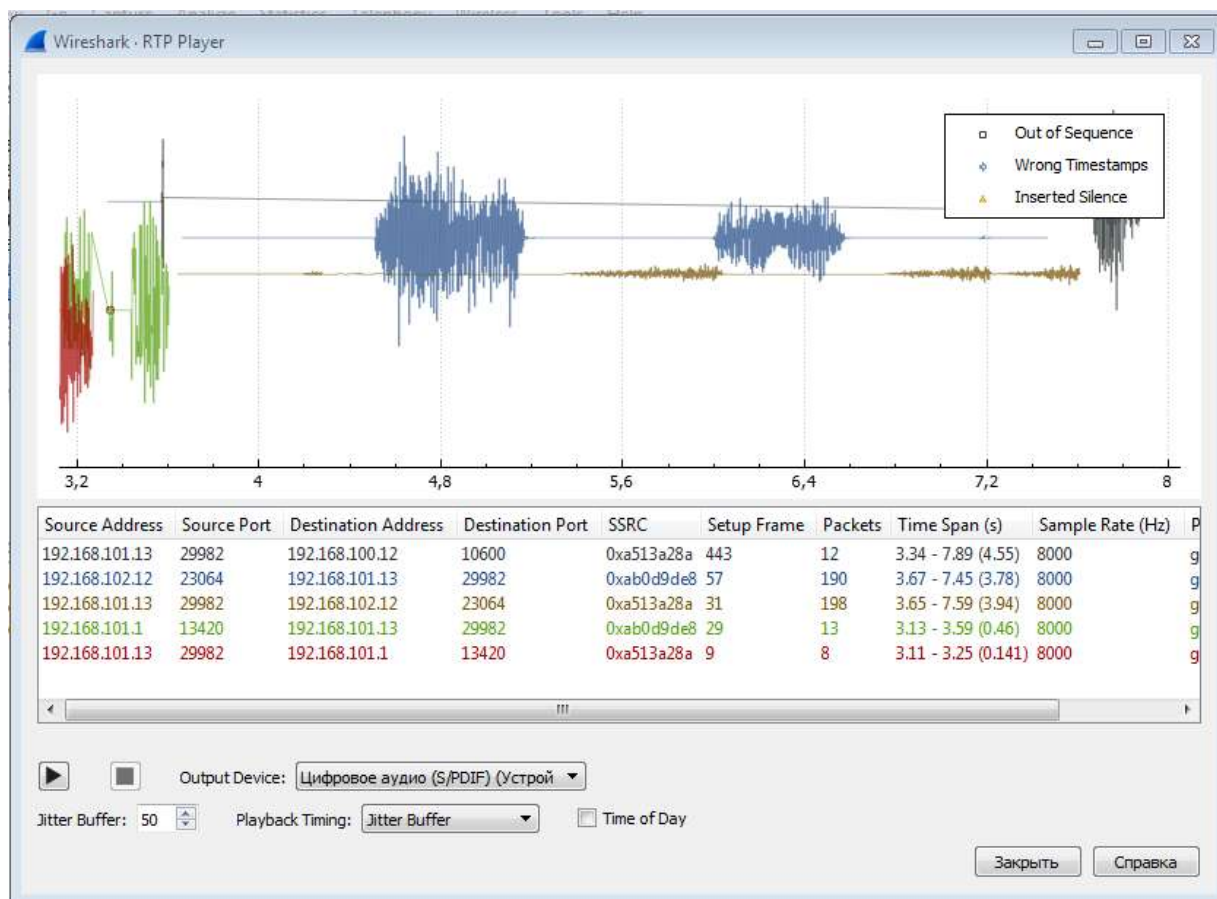 Wireshark · RTP Player
Out of Sequence
Wrong Timestamps
Inserted Silence
3,2 4 4,8 5,6 6,4 7,2 8
Source Address Source Port Destination Address Destination Port SSRC Setup Frame Packets Time Span (s) Sample Rate (Hz) P
192.168.101.13 29982 192.168.100.12 10600 0xa513a28a 443 12 3.34 - 7.89 (4.55) 8000 g
192.168.102.12 23064 192.168.101.13 29982 0xab0d9de8 57 190 3.67 - 7.45 (3.78) 8000 g
192.168.101.13 29982 192.168.102.12 23064 0xa513a28a 31 198 3.65 - 7.59 (3.94) 8000 g
192.168.101.1 13420 192.168.101.13 29982 0xab0d9de8 29 13 3.13 - 3.59 (0.46) 8000 g
192.168.101.13 29982 192.168.101.1 13420 0xa513a28a 9 8 3.11 - 3.25 (0.141) 8000 g
Output Device: Цифровое аудио (S/PDIF) (Устрой
Jitter Buffer: 50 Playback Timing: Jitter Buffer Time of Day
Закрыть Справка